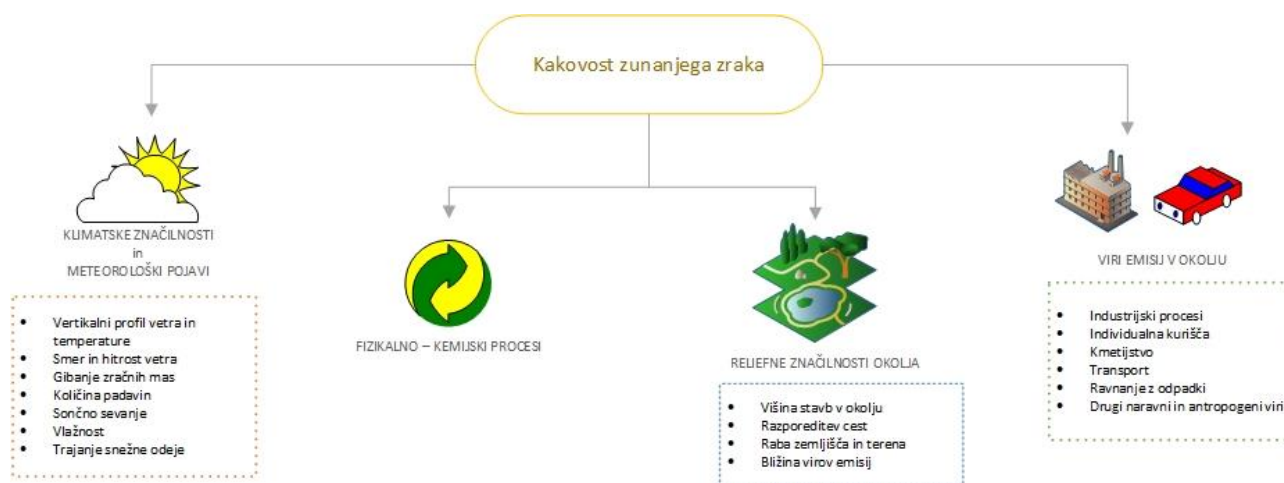 Kakovost zunanjega zraka
KLIMATSKE ZNAČILNOSTI
in
METEOROLOŠKI POJAVI
• Vertikalni profil vetra in
temperature
• Smer in hitrost vetra
• Gibanje zračnih mas
• Količina padavin
• Sončno sevanje
• Vlažnost
• Trajanje snežne odeje
FIZIKALNO – KEMIJSKI PROCESI
RELIEFNE ZNAČILNOSTI OKOLJA
• Višina stavb v okolju
• Razporeditev cest
• Raba zemljišča in terena
• Bližina virov emisij
VIRI EMISIJ V OKOLJU
• Industrijski procesi
• Individualna kurišča
• Kmetijstvo
• Transport
• Ravnanje z odpadki
• Drugi naravni in antropogeni viri